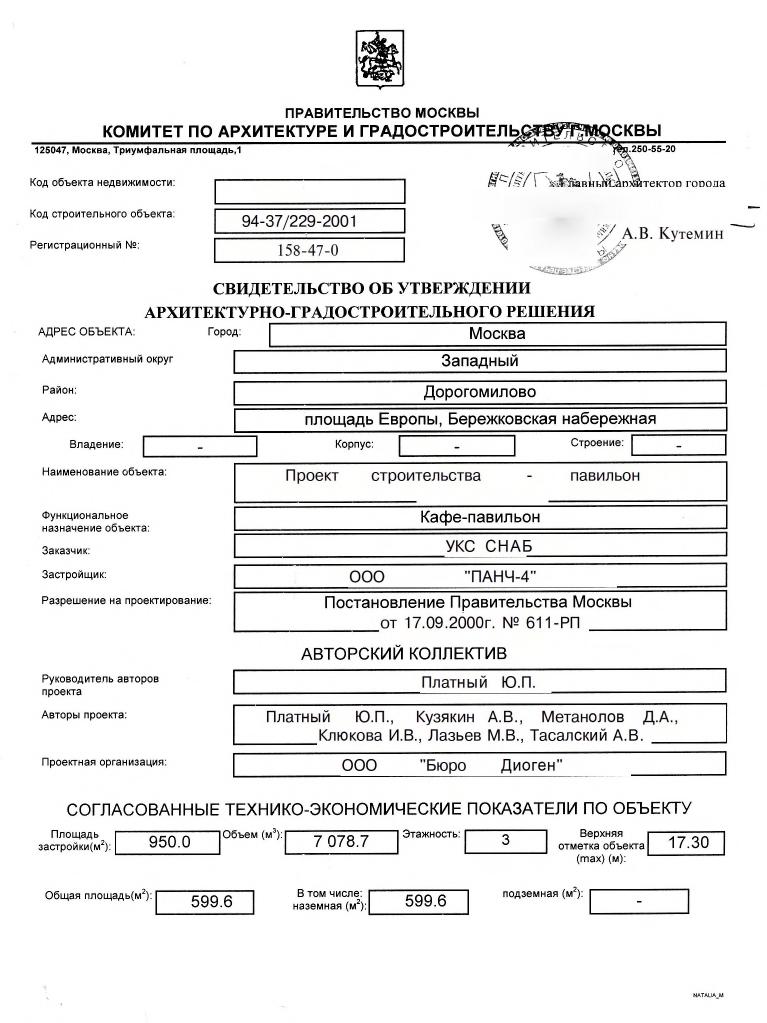 ПРАВИТЕЛЬСТВО МОСКВЫ
КОМИТЕТ ПО АРХИТЕКТУРЕ И ГРАДОСТРОИТЕЛЬСТВУ Г.МОСКВЫ
125047, Москва, Триумфальная площадь,1 тел.250-55-20
Код объекта недвижимости:
главный архитектор города
Код строительного объекта: 94-37/229-2001
А.В. Кутемин
Регистрационный №: 158-47-0
СВИДЕТЕЛЬСТВО ОБ УТВЕРЖДЕНИИ
АРХИТЕКТУРНО-ГРАДОСТРОИТЕЛЬНОГО РЕШЕНИЯ
АДРЕС ОБЪЕКТА: Город: Москва
Административный округ Западный
Район: Дорогомилово
Адрес: площадь Европы, Бережковская набережная
Владение: - Корпус: - Строение: -
Наименование объекта: Проект строительства - павильон
Функциональное
назначение объекта: Кафе-павильон
Заказчик: УКС СНАБ
Застройщик: ООО "ПАНЧ-4"
Разрешение на проектирование: Постановление Правительства Москвы
от 17.09.2000г. № 611-РП
АВТОРСКИЙ КОЛЛЕКТИВ
Руководитель авторов
проекта Платный Ю.П.
Авторы проекта: Платный Ю.П., Кузякин А.В., Метанолов Д.А.,
Клюкова И.В., Лазьев М.В., Тасалский А.В.
Проектная организация: ООО "Бюро Диоген"
СОГЛАСОВАННЫЕ ТЕХНИКО-ЭКОНОМИЧЕСКИЕ ПОКАЗАТЕЛИ ПО ОБЪЕКТУ
Площадь
застройки(м²): 950.0 Объем (м³): 7 078.7 Этажность: 3 Верхняя
отметка объекта
(max) (м): 17.30
Общая площадь(м²): 599.6 В том числе:
наземная (м²): 599.6 подземная (м²): -
NATALIA_M